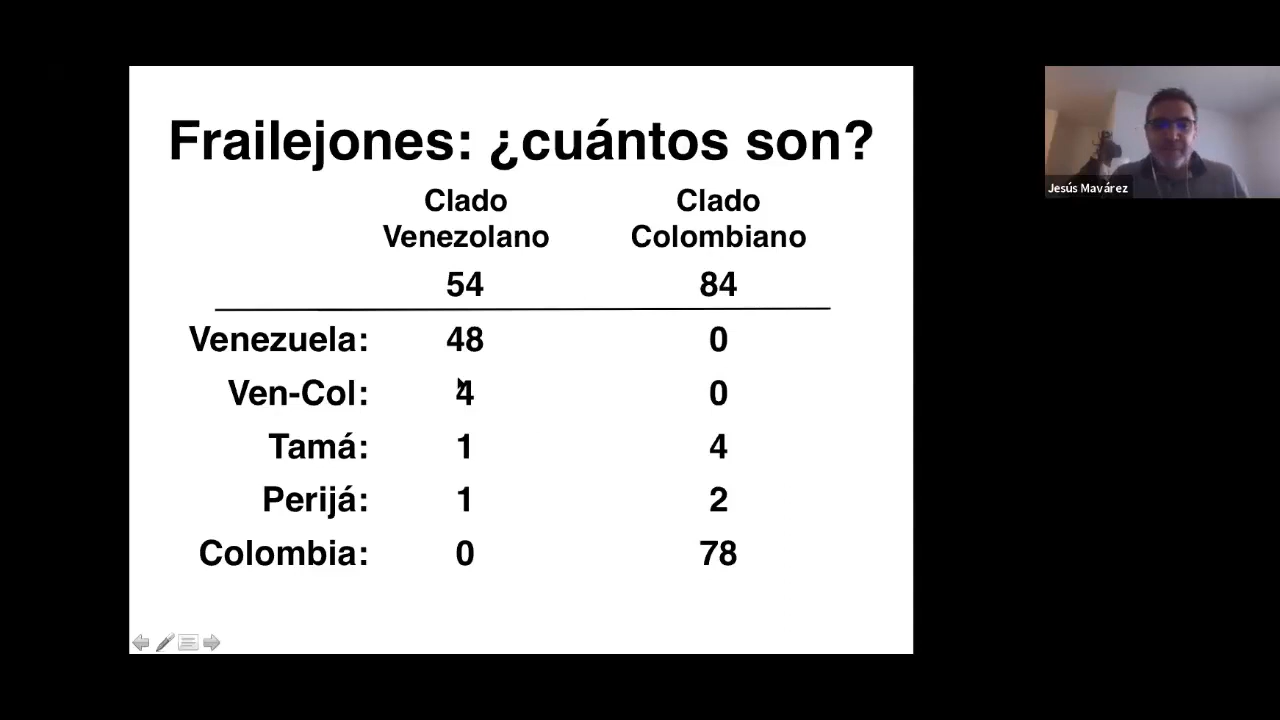 Frailejones: ¿cuántos son?
Clado Clado
Venezolano Colombiano
54 84
Venezuela: 48 0
Ven-Col: 4 0
Tamá: 1 4
Perijá: 1 2
Colombia: 0 78
Jesús Mavárez